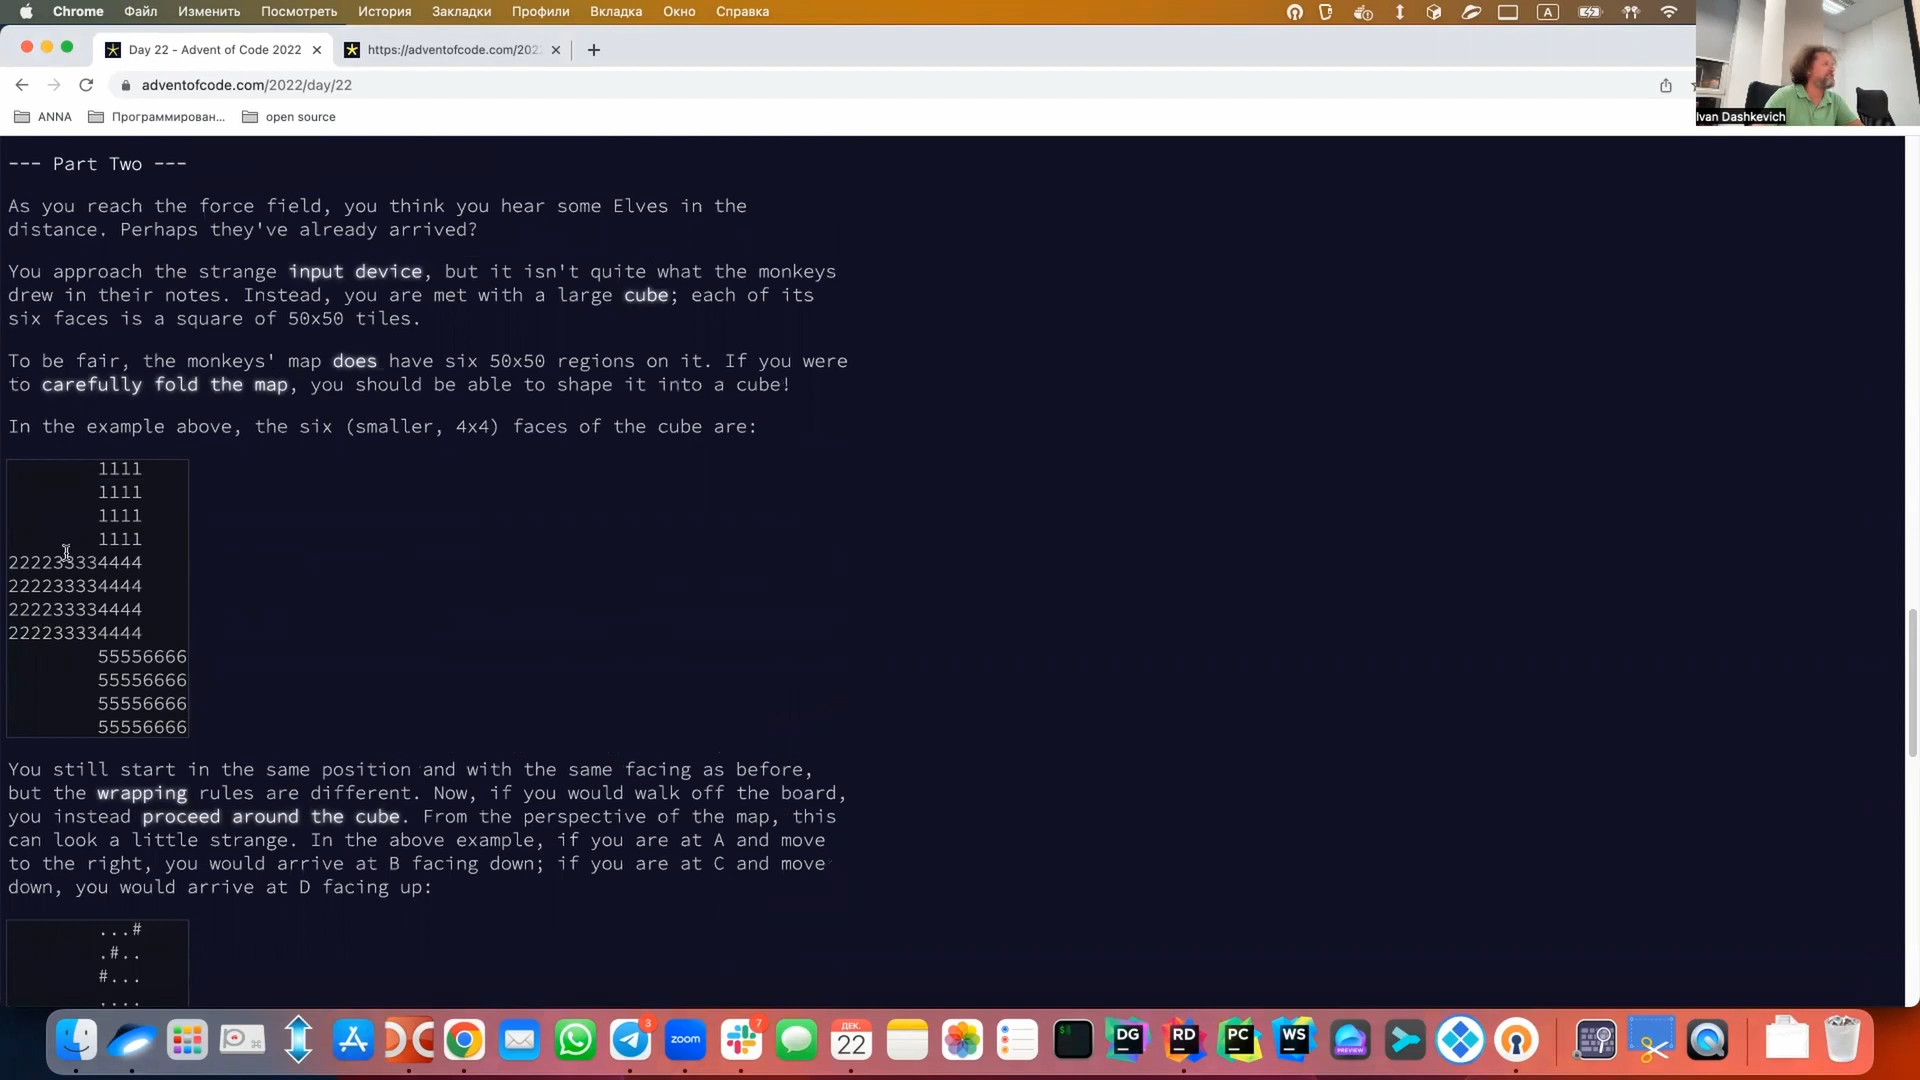 Chrome Файл Изменить Посмотреть История Закладки Профили Вкладка Окно Справка A
Day 22 - Advent of Code 2022
https://adventofcode.com/202
adventofcode.com/2022/day/22
ANNA Программирован... open source
Ivan Dashkevich
--- Part Two ---
As you reach the force field, you think you hear some Elves in the
distance. Perhaps they've already arrived?
You approach the strange input device, but it isn't quite what the monkeys
drew in their notes. Instead, you are met with a large cube; each of its
six faces is a square of 50x50 tiles.
To be fair, the monkeys' map does have six 50x50 regions on it. If you were
to carefully fold the map, you should be able to shape it into a cube!
In the example above, the six (smaller, 4x4) faces of the cube are:
1111
1111
1111
1111
222233334444
222233334444
222233334444
222233334444
55556666
55556666
55556666
55556666
You still start in the same position and with the same facing as before,
but the wrapping rules are different. Now, if you would walk off the board,
you instead proceed around the cube. From the perspective of the map, this
can look a little strange. In the above example, if you are at A and move
to the right, you would arrive at B facing down; if you are at C and move
down, you would arrive at D facing up:
...#
.#..
#...
....
3 zoom 7 ДЕК. 22 $ DG RD PC WS PREVIEW